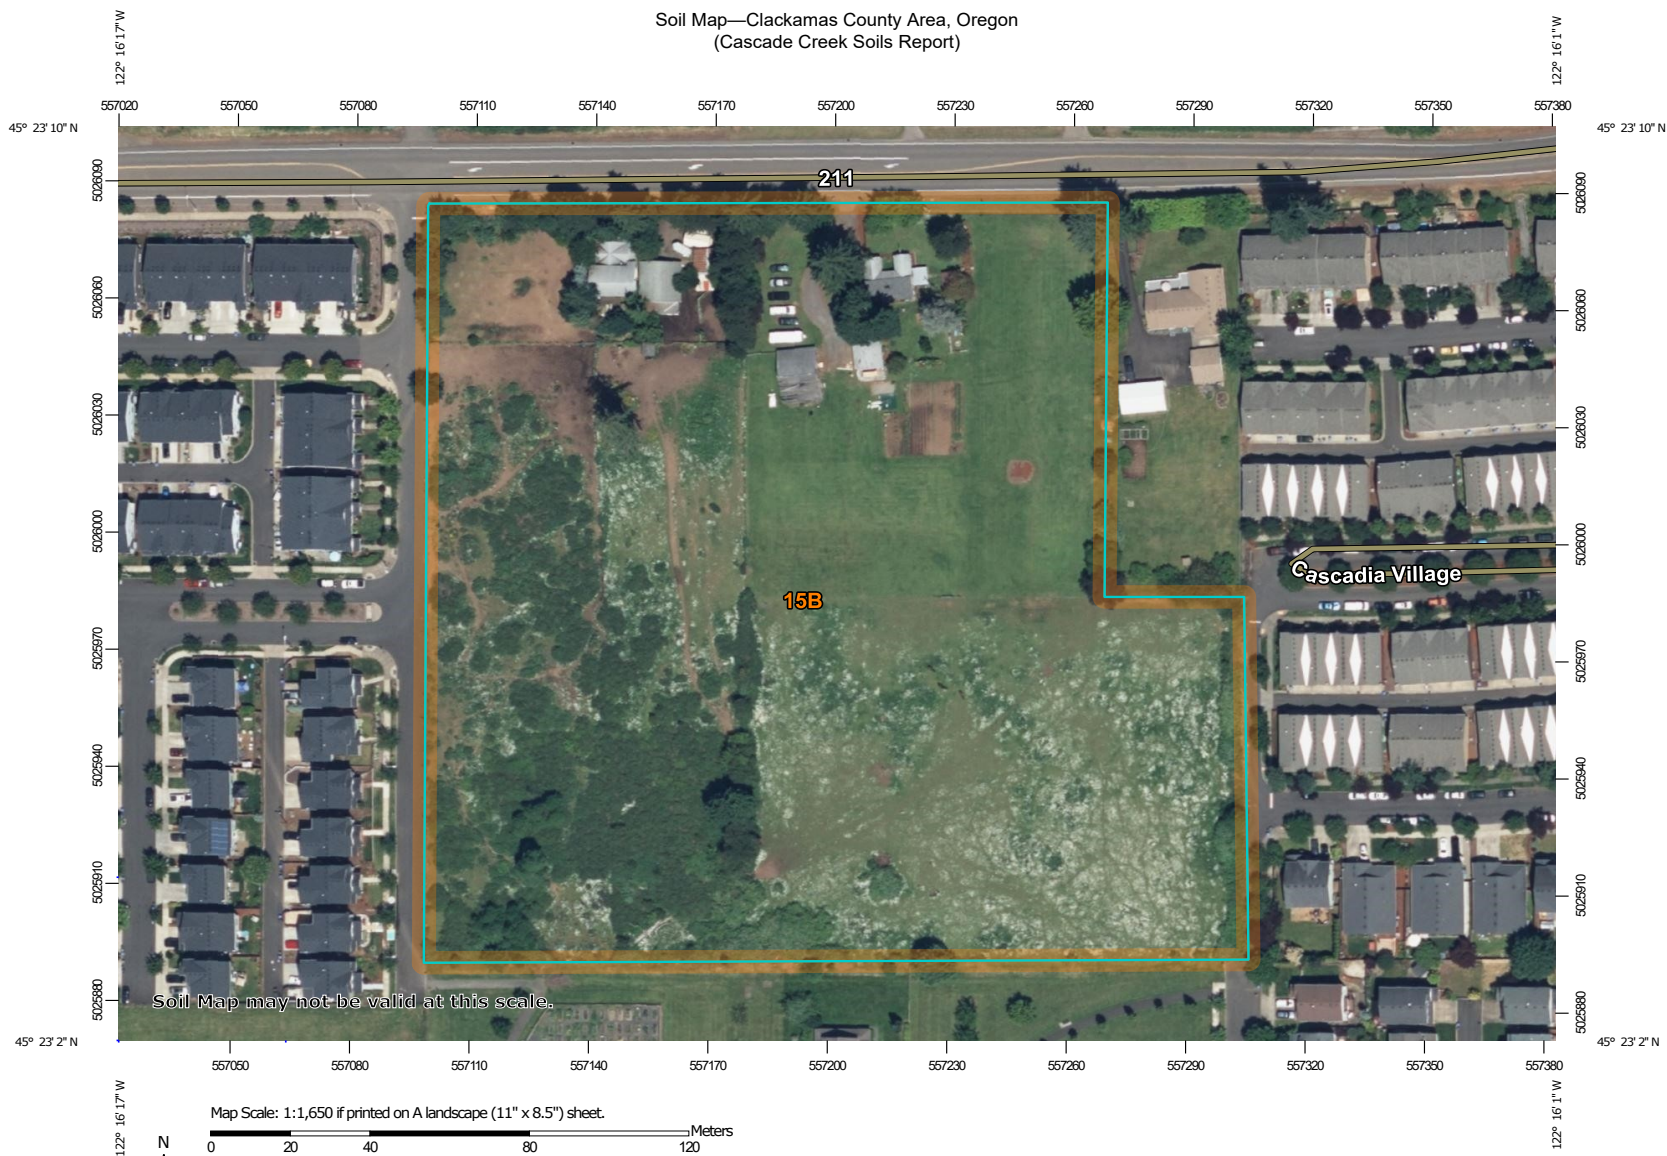 Soil Map—Clackamas County Area, Oregon
(Cascade Creek Soils Report)
122° 16' 17" W
122° 16' 1" W
557020 557050 557080 557110 557140 557170 557200 557230 557260 557290 557320 557350 557380
45° 23' 10" N
45° 23' 10" N
5026090
5026090
211
5026060
5026060
5026030
5026030
5026000
5026000
Cascadia Village
15B
5025970
5025970
5025940
5025940
5025910
5025910
5025880
5025880
Soil Map may not be valid at this scale.
45° 23' 2" N
45° 23' 2" N
557050 557080 557110 557140 557170 557200 557230 557260 557290 557320 557350 557380
122° 16' 17" W
122° 16' 1" W
Map Scale: 1:1,650 if printed on A landscape (11" x 8.5") sheet.
Meters
N
0 20 40 80 120